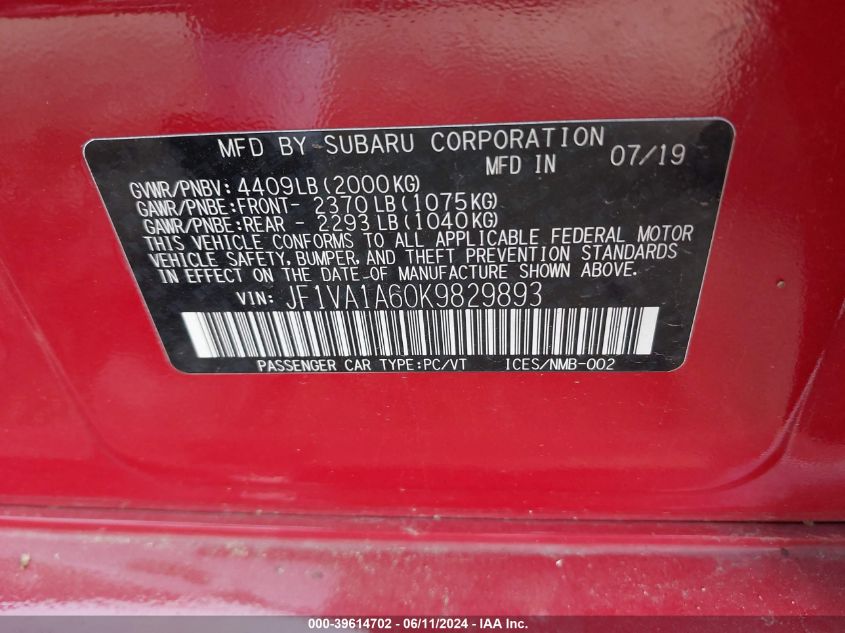 MFD BY SUBARU CORPORATION
MFD IN 07/19
GVWR/PNBV: 4409LB(2000KG)
GAWR/PNBE:FRONT- 2370LB(1075KG)
GAWR/PNBE:REAR - 2293LB(1040KG)
THIS VEHICLE CONFORMS TO ALL APPLICABLE FEDERAL MOTOR
VEHICLE SAFETY, BUMPER, AND THEFT PREVENTION STANDARDS
IN EFFECT ON THE DATE OF MANUFACTURE SHOWN ABOVE.
VIN: JF1VA1A60K9829893
PASSENGER CAR TYPE:PC/VT ICES/NMB-002
000-39614702 - 06/11/2024 - IAAI, Inc.